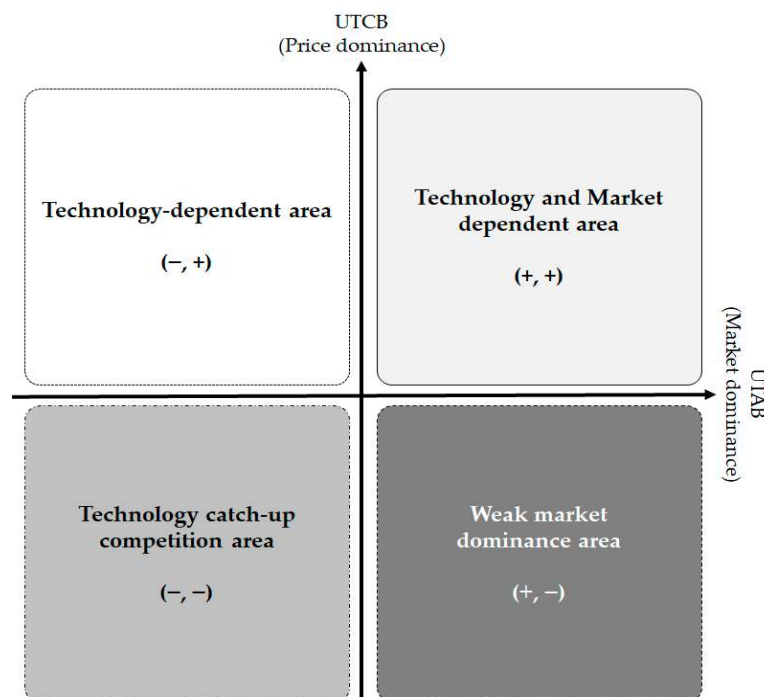 UTCB
(Price dominance)
Technology-dependent area
(−, +)
Technology and Market
dependent area
(+, +)
UTAB
(Market dominance)
Technology catch-up
competition area
(−, −)
Weak market
dominance area
(+, −)